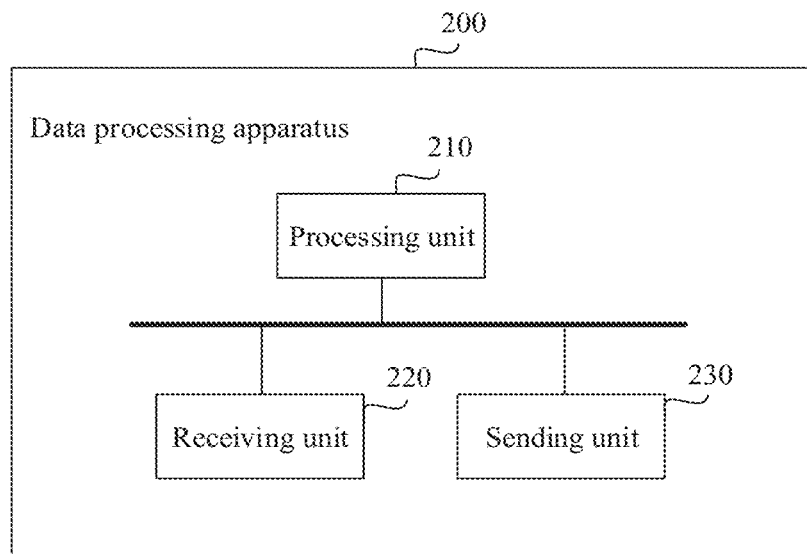 200
Data processing apparatus
210
Processing unit
220
230
Receiving unit
Sending unit